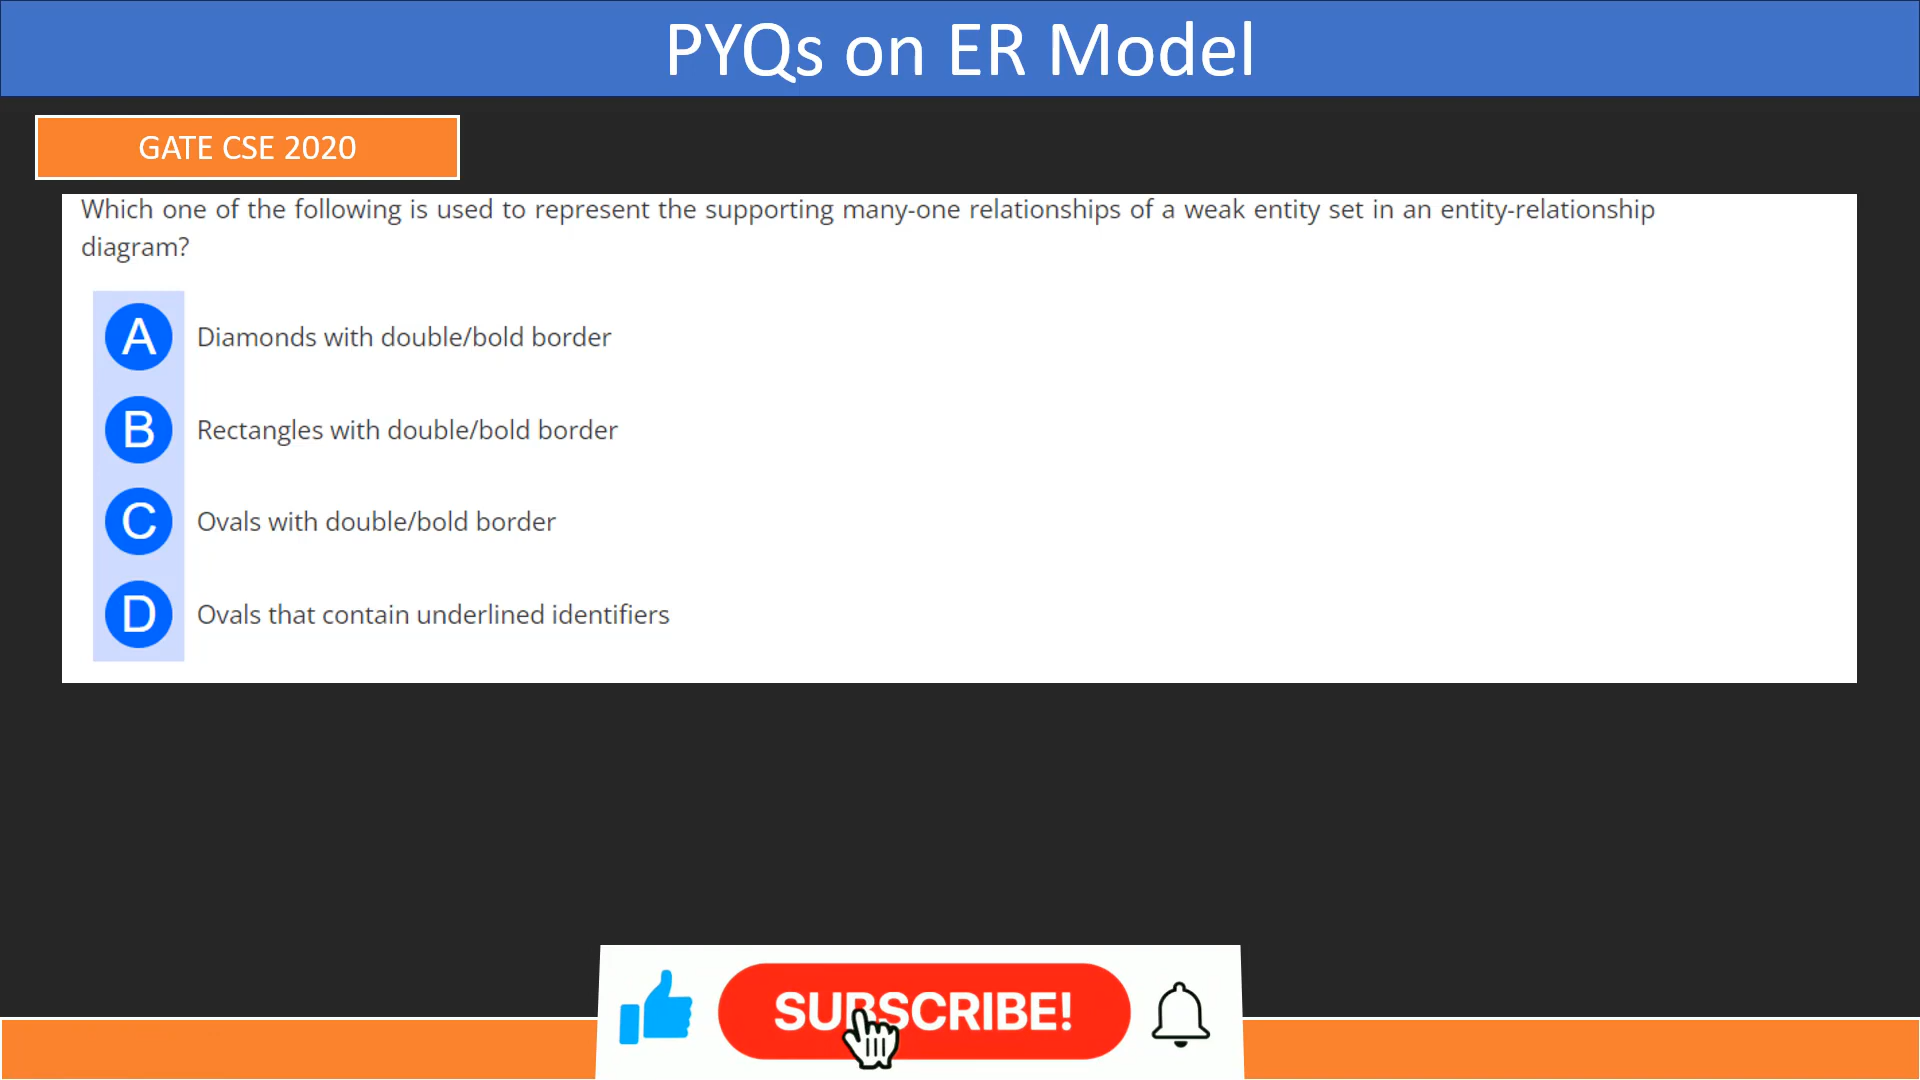 PYQs on ER Model
GATE CSE 2020
Which one of the following is used to represent the supporting many-one relationships of a weak entity set in an entity-relationship
diagram?
A Diamonds with double/bold border
B Rectangles with double/bold border
C Ovals with double/bold border
D Ovals that contain underlined identifiers
SUBSCRIBE!